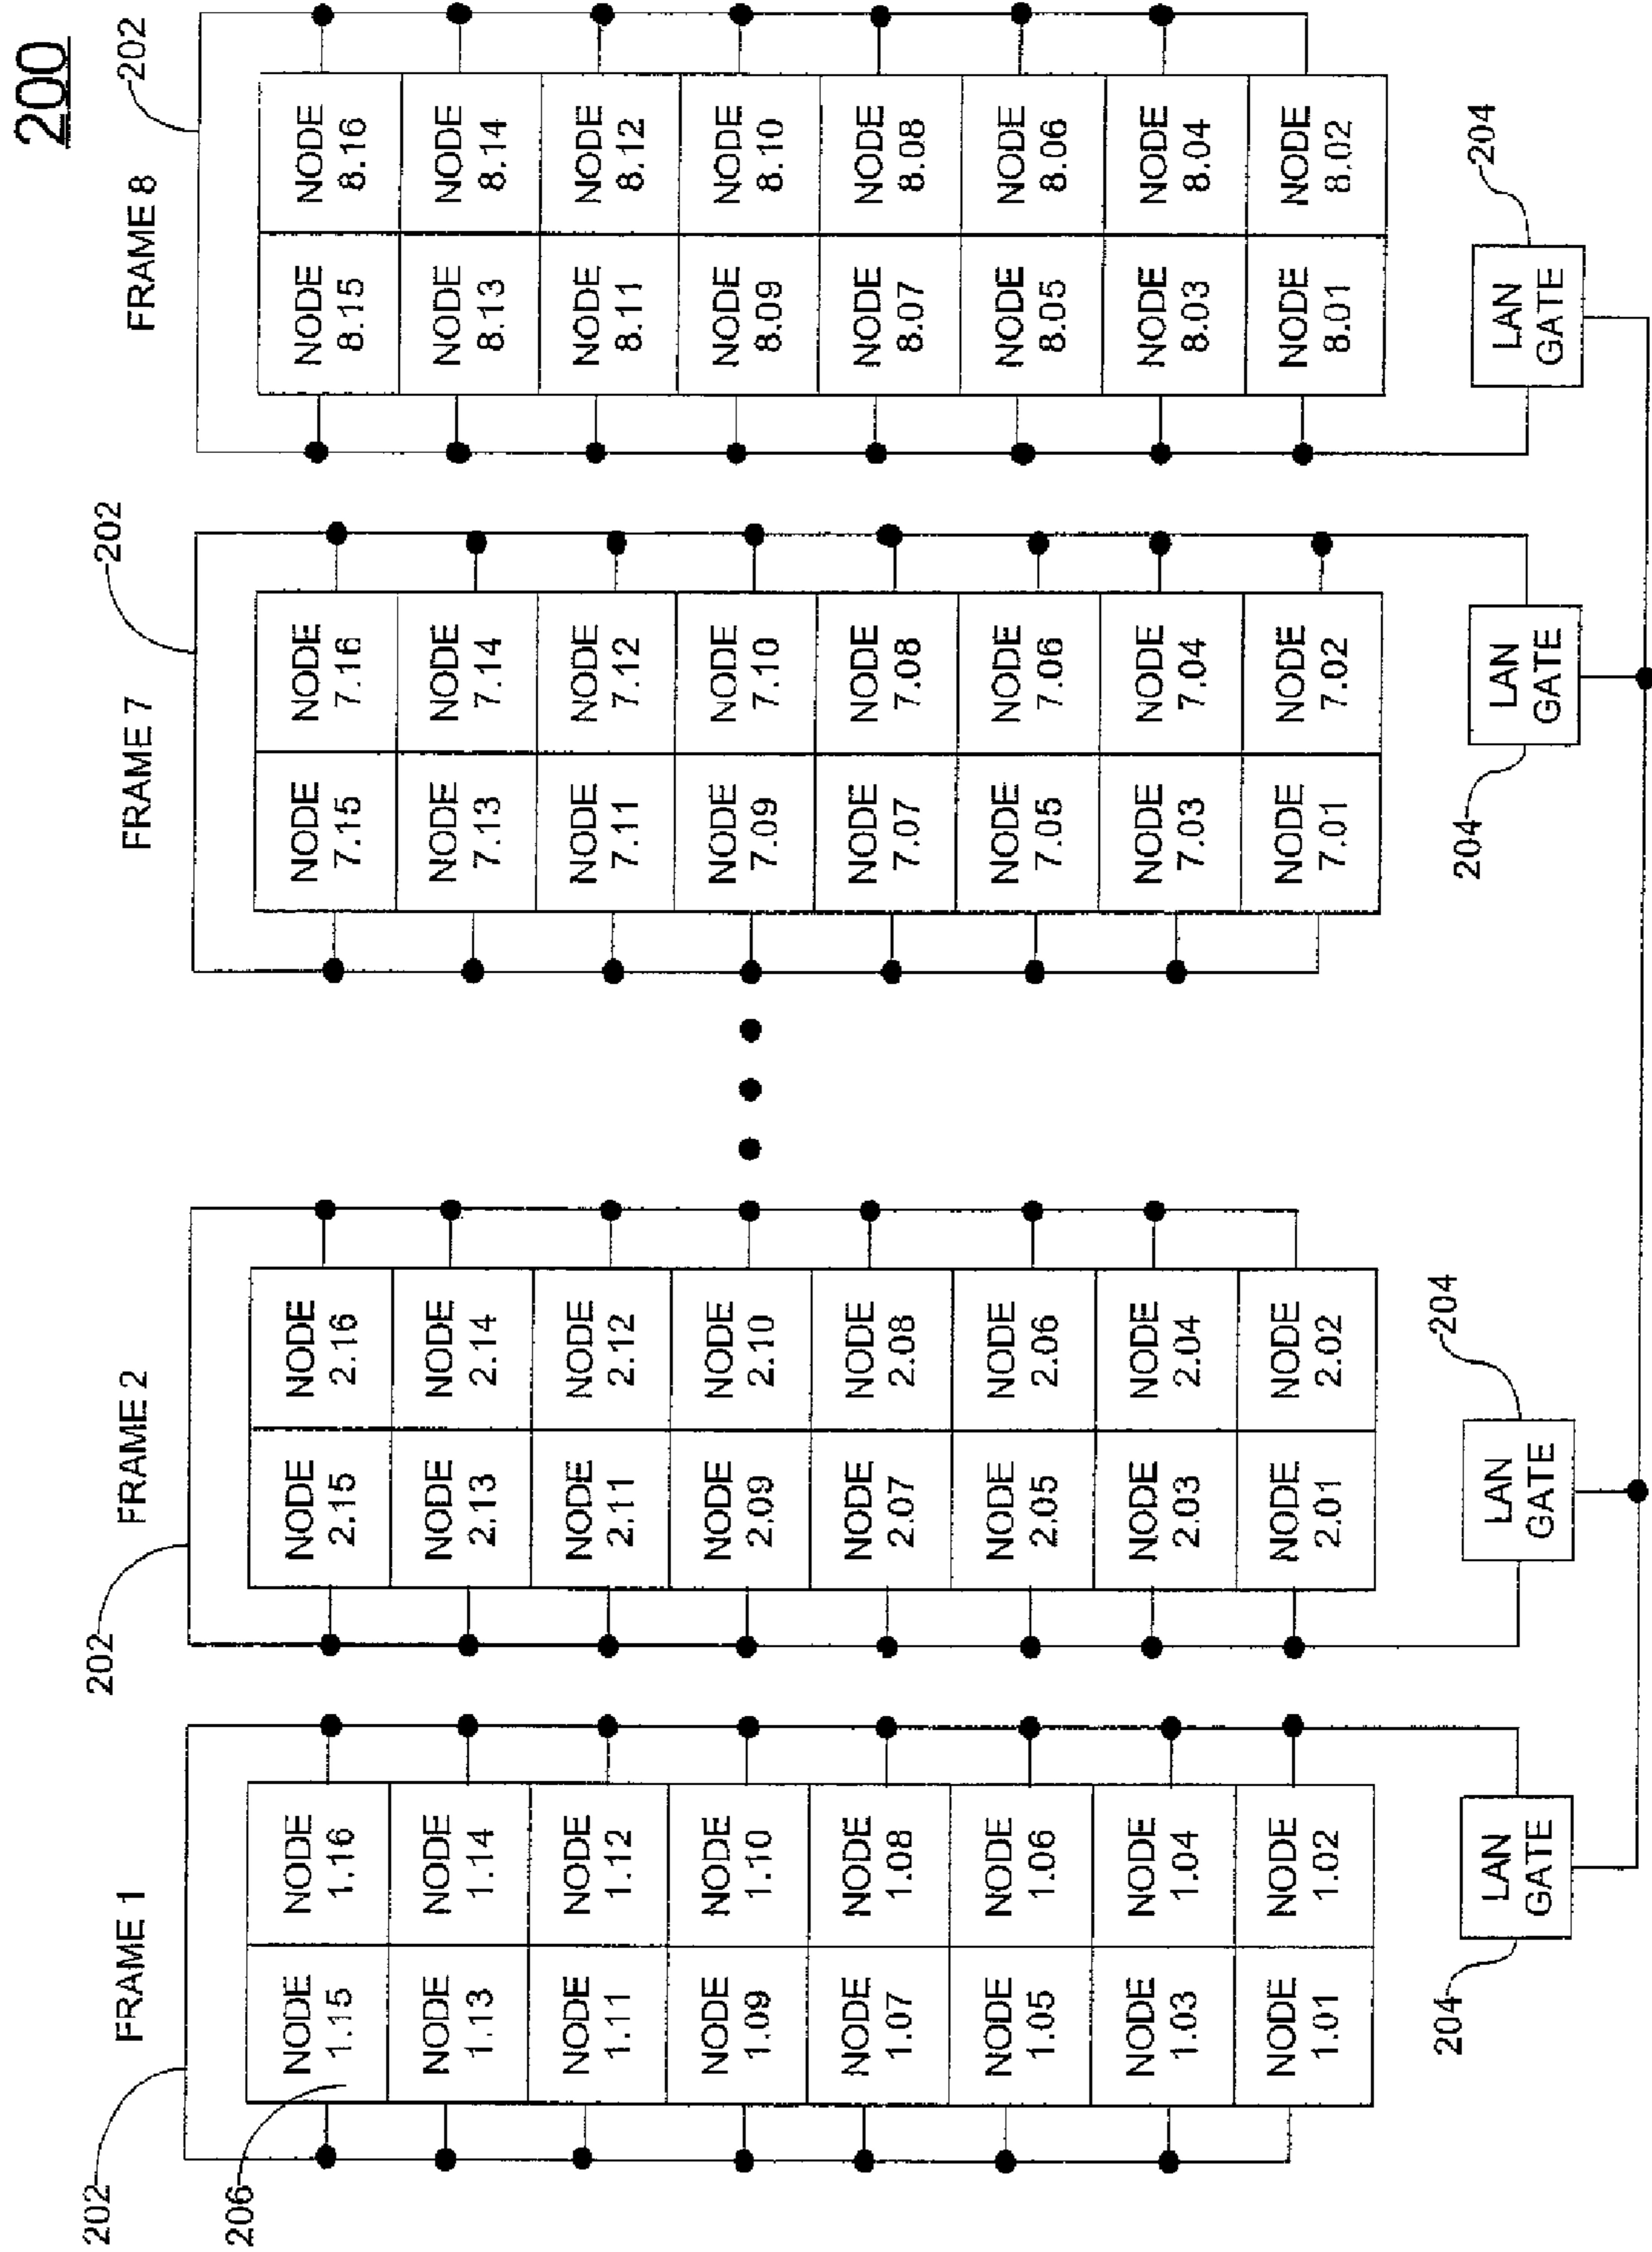 200
FRAME 1
FRAME 2
FRAME 7
FRAME 8
202
202
202
202
206
NODE 1.15
NODE 1.16
NODE 2.15
NODE 2.16
NODE 7.15
NODE 7.16
NODE 8.15
NODE 8.16
NODE 1.13
NODE 1.14
NODE 2.13
NODE 2.14
NODE 7.13
NODE 7.14
NODE 8.13
NODE 8.14
NODE 1.11
NODE 1.12
NODE 2.11
NODE 2.12
NODE 7.11
NODE 7.12
NODE 8.11
NODE 8.12
NODE 1.09
NODE 1.10
NODE 2.09
NODE 2.10
NODE 7.09
NODE 7.10
NODE 8.09
NODE 8.10
NODE 1.07
NODE 1.08
NODE 2.07
NODE 2.08
NODE 7.07
NODE 7.08
NODE 8.07
NODE 8.08
NODE 1.05
NODE 1.06
NODE 2.05
NODE 2.06
NODE 7.05
NODE 7.06
NODE 8.05
NODE 8.06
NODE 1.03
NODE 1.04
NODE 2.03
NODE 2.04
NODE 7.03
NODE 7.04
NODE 8.03
NODE 8.04
NODE 1.01
NODE 1.02
NODE 2.01
NODE 2.02
NODE 7.01
NODE 7.02
NODE 8.01
NODE 8.02
204
204
204
204
LAN GATE
LAN GATE
LAN GATE
LAN GATE